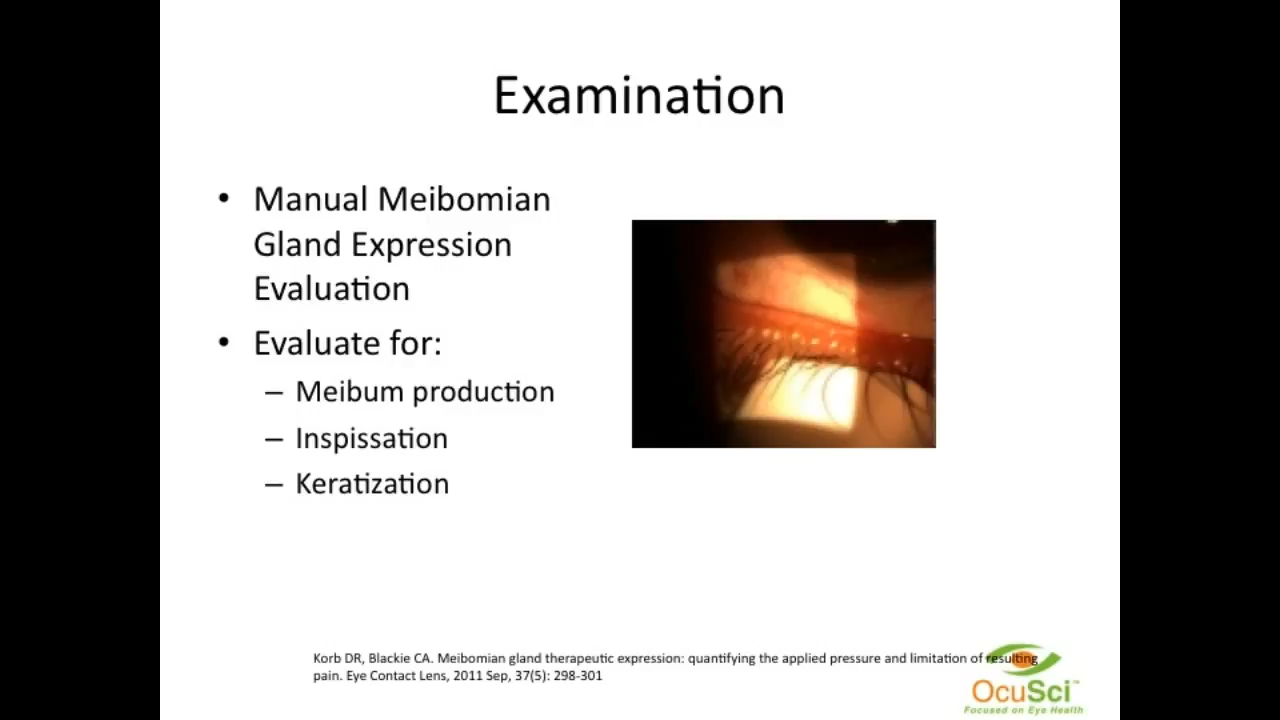 Examination
• Manual Meibomian
Gland Expression
Evaluation
• Evaluate for:
– Meibum production
– Inspissation
– Keratization
Korb DR, Blackie CA. Meibomian gland therapeutic expression: quantifying the applied pressure and limitation of resulting
pain. Eye Contact Lens, 2011 Sep, 37(5): 298-301
OcuSci™
Focused on Eye Health